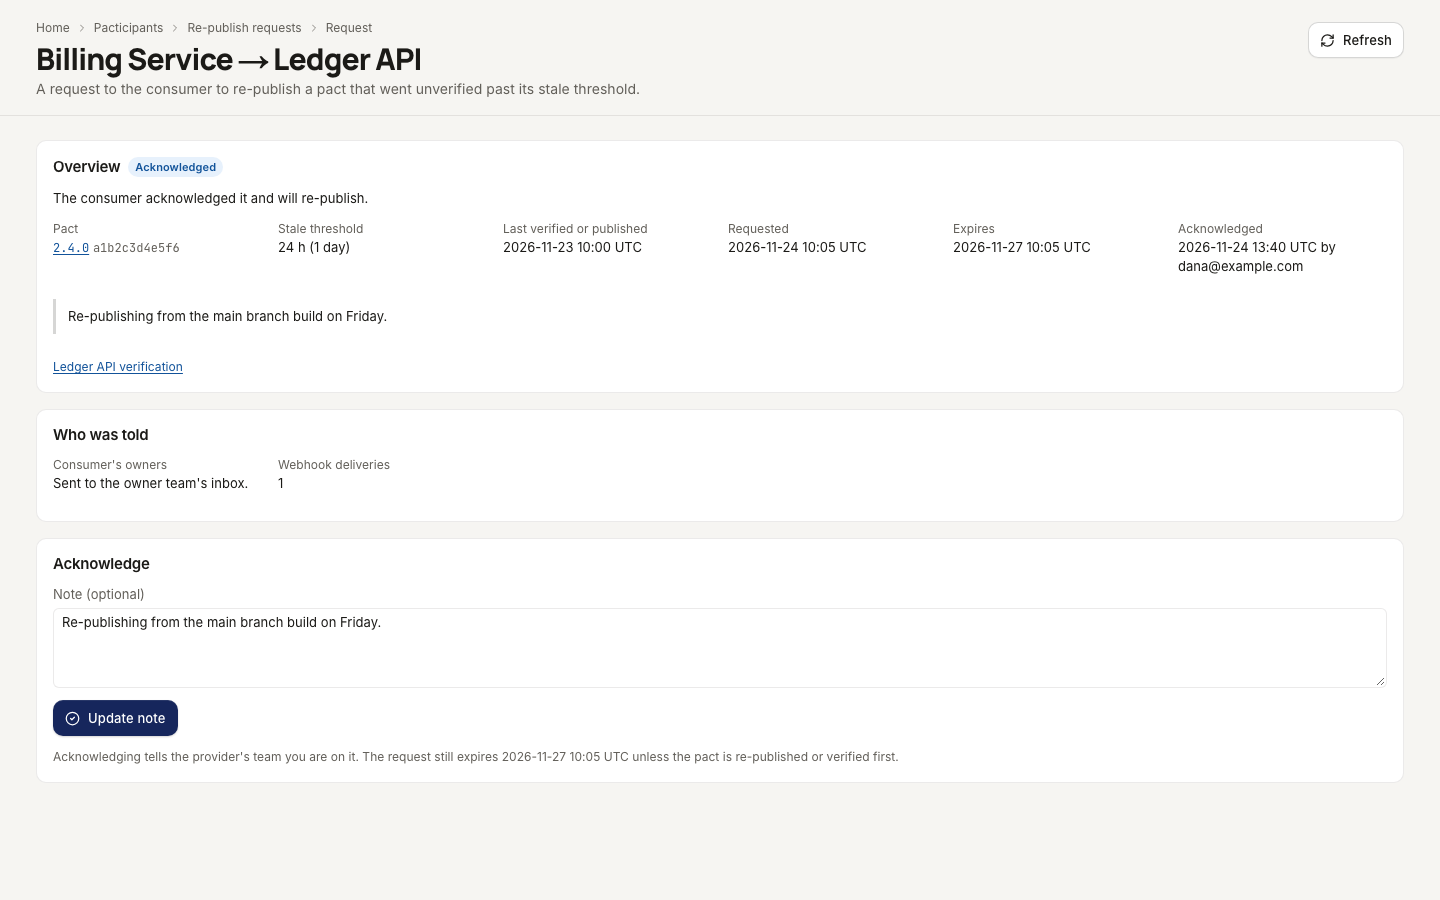 Home > Pacticipants > Re-publish requests > Request
Billing Service → Ledger API
A request to the consumer to re-publish a pact that went unverified past its stale threshold.
Refresh
Overview Acknowledged
The consumer acknowledged it and will re-publish.
Pact
2.4.0 a1b2c3d4e5f6
Stale threshold
24 h (1 day)
Last verified or published
2026-11-23 10:00 UTC
Requested
2026-11-24 10:05 UTC
Expires
2026-11-27 10:05 UTC
Acknowledged
2026-11-24 13:40 UTC by
dana@example.com
Re-publishing from the main branch build on Friday.
Ledger API verification
Who was told
Consumer's owners
Sent to the owner team's inbox.
Webhook deliveries
1
Acknowledge
Note (optional)
Re-publishing from the main branch build on Friday.
Update note
Acknowledging tells the provider's team you are on it. The request still expires 2026-11-27 10:05 UTC unless the pact is re-published or verified first.